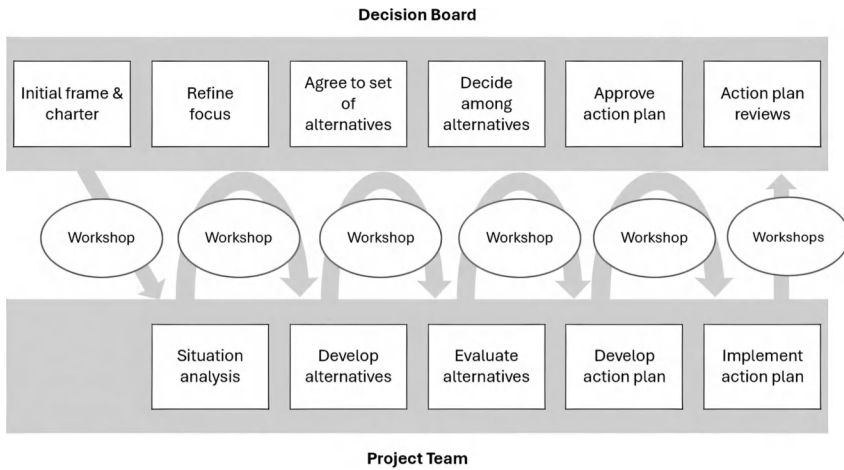 Decision Board
Initial frame &
charter
Refine
focus
Agree to set
of
alternatives
Decide
among
alternatives
Approve
action plan
Action plan
reviews
Workshop
Workshop
Workshop
Workshop
Workshop
Workshops
Situation
analysis
Develop
alternatives
Evaluate
alternatives
Develop
action plan
Implement
action plan
Project Team